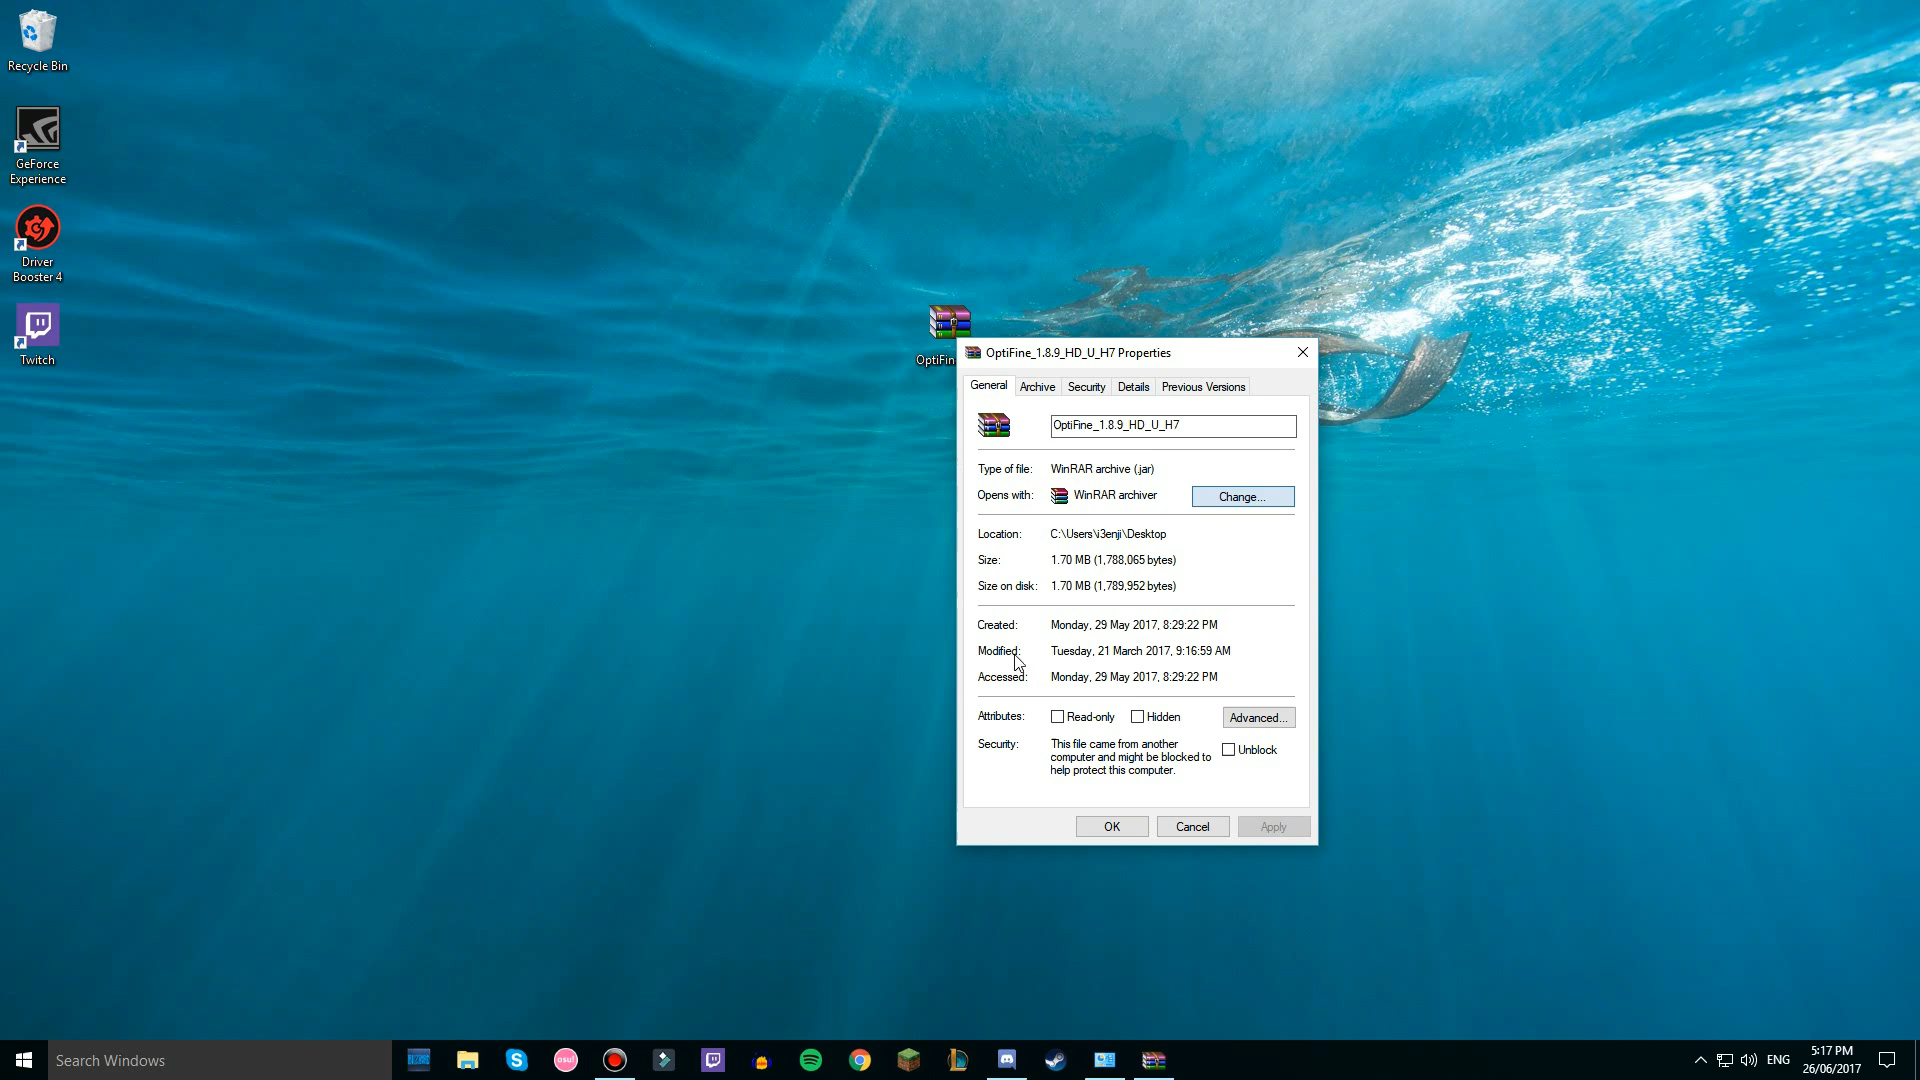 Recycle Bin
GeForce
Experience
Driver
Booster 4
Twitch
OptiFin
OptiFine_1.8.9_HD_U_H7 Properties
General Archive Security Details Previous Versions
OptiFine_1.8.9_HD_U_H7
Type of file: WinRAR archive (.jar)
Opens with: WinRAR archiver Change...
Location: C:\Users\i3enji\Desktop
Size: 1.70 MB (1,788,065 bytes)
Size on disk: 1.70 MB (1,789,952 bytes)
Created: Monday, 29 May 2017, 8:29:22 PM
Modified: Tuesday, 21 March 2017, 9:16:59 AM
Accessed: Monday, 29 May 2017, 8:29:22 PM
Attributes: Read-only Hidden Advanced...
Security: This file came from another
computer and might be blocked to
help protect this computer.
Unblock
OK Cancel Apply
Search Windows
osu!
ENG
5:17 PM
26/06/2017